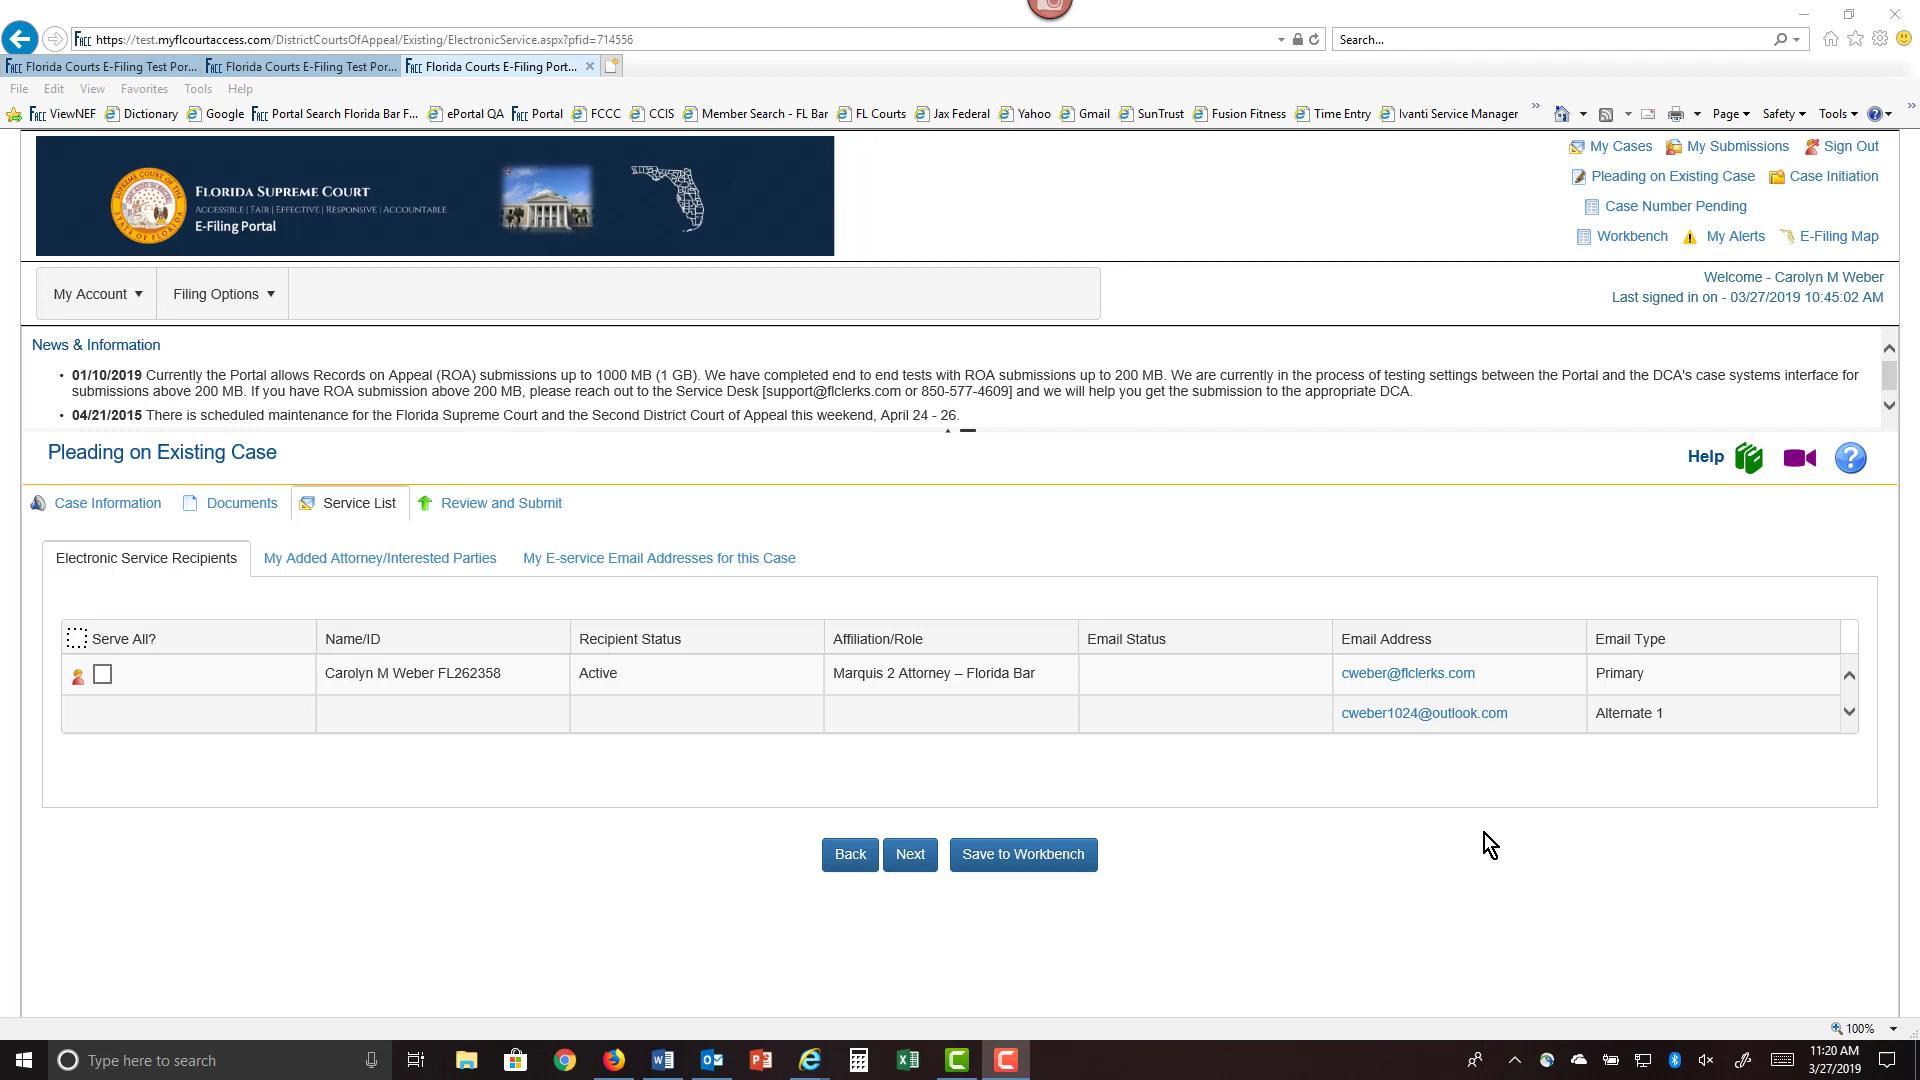 https://test.myflcourtaccess.com/DistrictCourtsOfAppeal/Existing/ElectronicService.aspx?pfid=714556
Search...
Florida Courts E-Filing Test Por...
Florida Courts E-Filing Test Por...
Florida Courts E-Filing Port...
File Edit View Favorites Tools Help
FACC ViewNEF Dictionary Google FACC Portal Search Florida Bar F... ePortal QA FACC Portal FCCC CCIS Member Search - FL Bar FL Courts Jax Federal Yahoo Gmail SunTrust Fusion Fitness Time Entry Ivanti Service Manager Page Safety Tools
FLORIDA SUPREME COURT
ACCESSIBLE | FAIR | EFFECTIVE | RESPONSIVE | ACCOUNTABLE
E-Filing Portal
My Cases My Submissions Sign Out
Pleading on Existing Case Case Initiation
Case Number Pending
Workbench My Alerts E-Filing Map
My Account Filing Options
Welcome - Carolyn M Weber
Last signed in on - 03/27/2019 10:45:02 AM
News & Information
• 01/10/2019 Currently the Portal allows Records on Appeal (ROA) submissions up to 1000 MB (1 GB). We have completed end to end tests with ROA submissions up to 200 MB. We are currently in the process of testing settings between the Portal and the DCA's case systems interface for
submissions above 200 MB. If you have ROA submission above 200 MB, please reach out to the Service Desk [support@flclerks.com or 850-577-4609] and we will help you get the submission to the appropriate DCA.
• 04/21/2015 There is scheduled maintenance for the Florida Supreme Court and the Second District Court of Appeal this weekend, April 24 - 26.
Pleading on Existing Case
Help
Case Information Documents Service List Review and Submit
Electronic Service Recipients My Added Attorney/Interested Parties My E-service Email Addresses for this Case
Serve All? Name/ID Recipient Status Affiliation/Role Email Status Email Address Email Type
Carolyn M Weber FL262358 Active Marquis 2 Attorney – Florida Bar cweber@flclerks.com Primary
cweber1024@outlook.com Alternate 1
Back Next Save to Workbench
100%
Type here to search
11:20 AM
3/27/2019